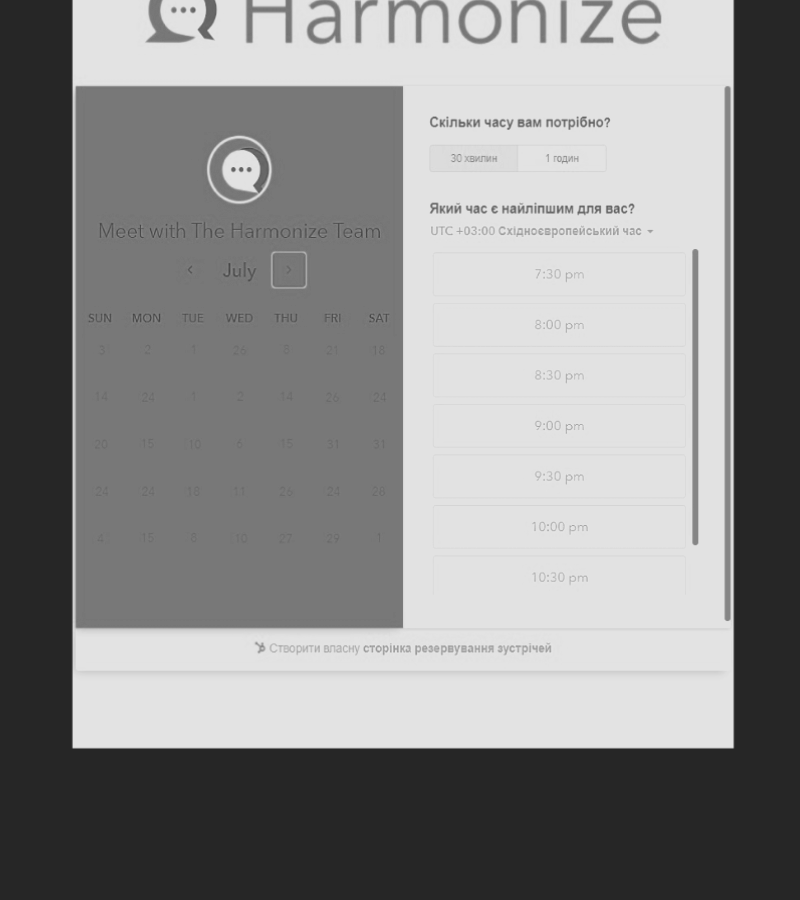 Harmonize
Meet with The Harmonize Team
July
SUN MON TUE WED THU FRI SAT
3 2 1 26 8 21 18
14 24 1 2 14 26 24
20 15 10 6 15 31 31
24 24 18 11 26 24 28
4 15 8 10 27 29 1
Скільки часу вам потрібно?
30 хвилин 1 годин
Який час є найліпшим для вас?
UTC +03:00 Східноєвропейський час
7:30 pm
8:00 pm
8:30 pm
9:00 pm
9:30 pm
10:00 pm
10:30 pm
Створити власну сторінка резервування зустрічей